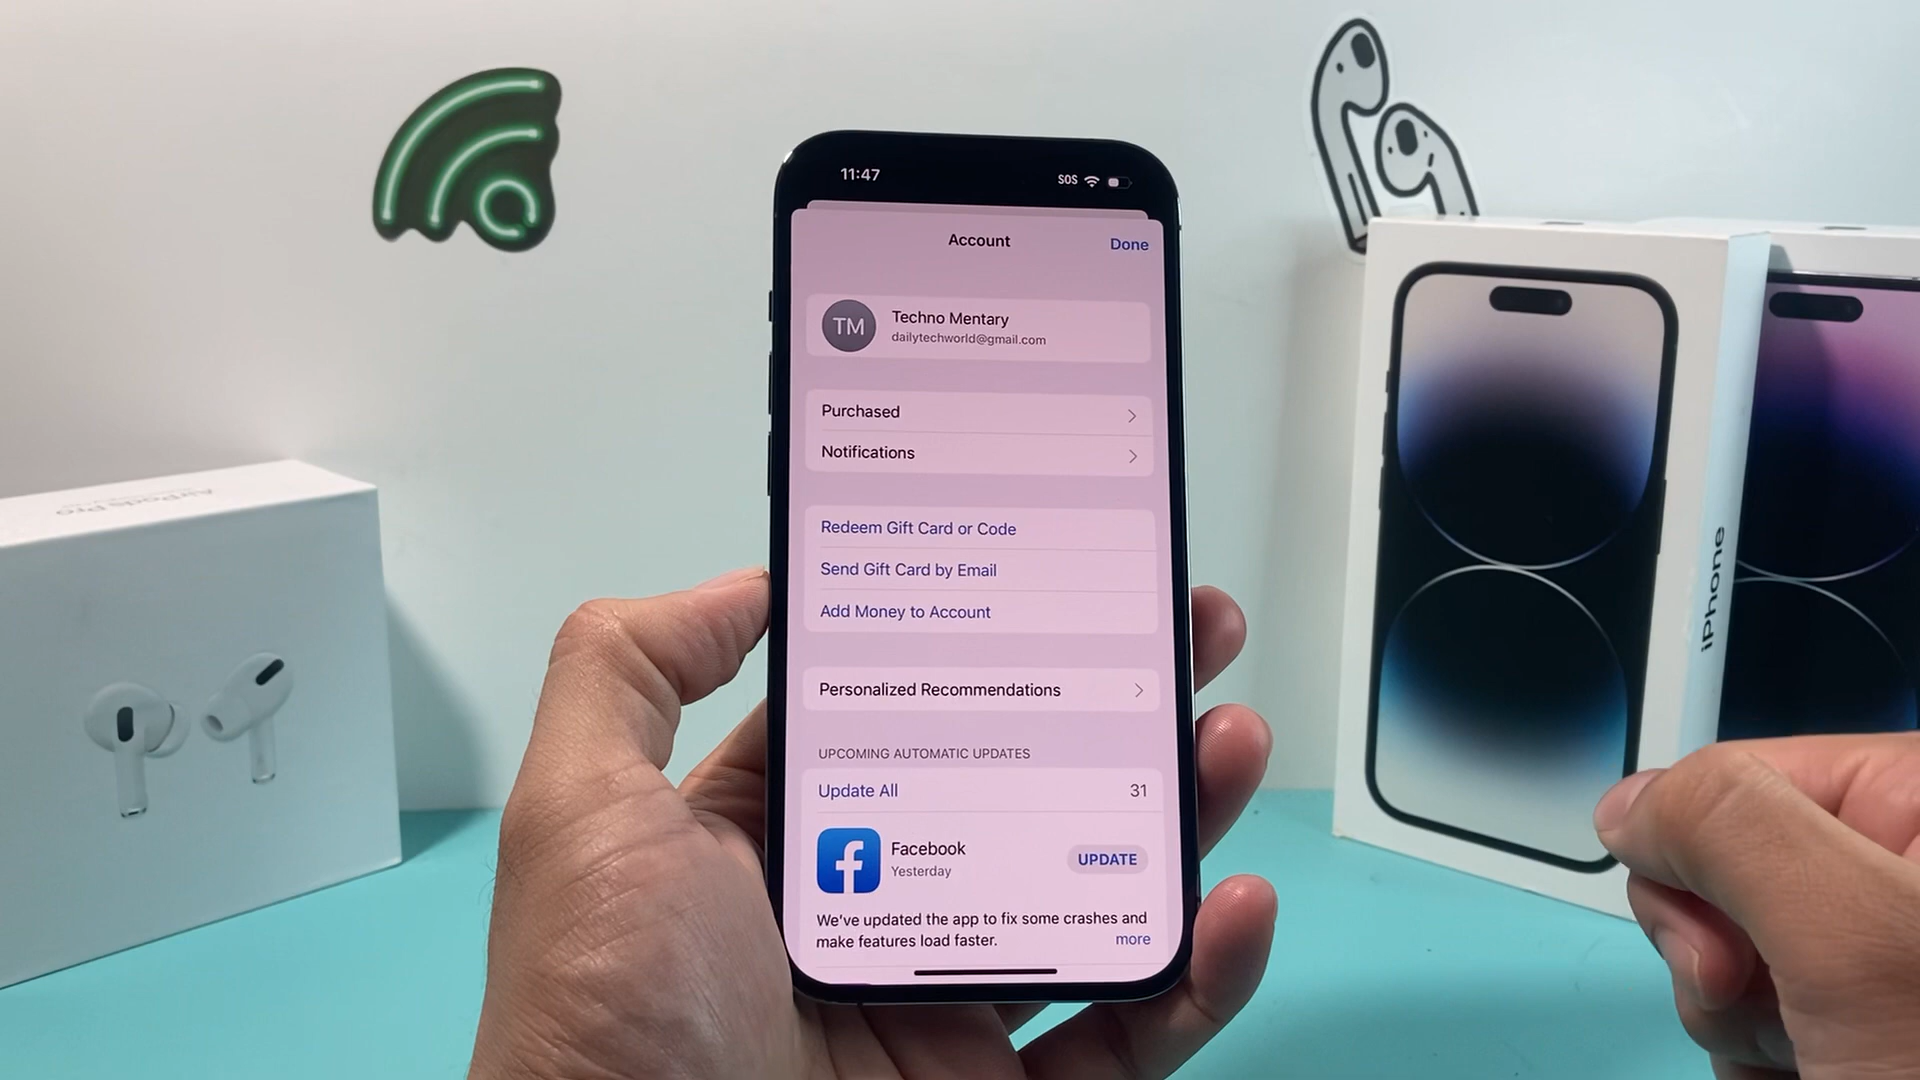 11:47
SOS
Account
Done
TM
Techno Mentary
dailytechworld@gmail.com
Purchased
Notifications
Redeem Gift Card or Code
Send Gift Card by Email
Add Money to Account
Personalized Recommendations
UPCOMING AUTOMATIC UPDATES
Update All
31
Facebook
Yesterday
UPDATE
We've updated the app to fix some crashes and
make features load faster.
more
AirPods Pro
iPhone